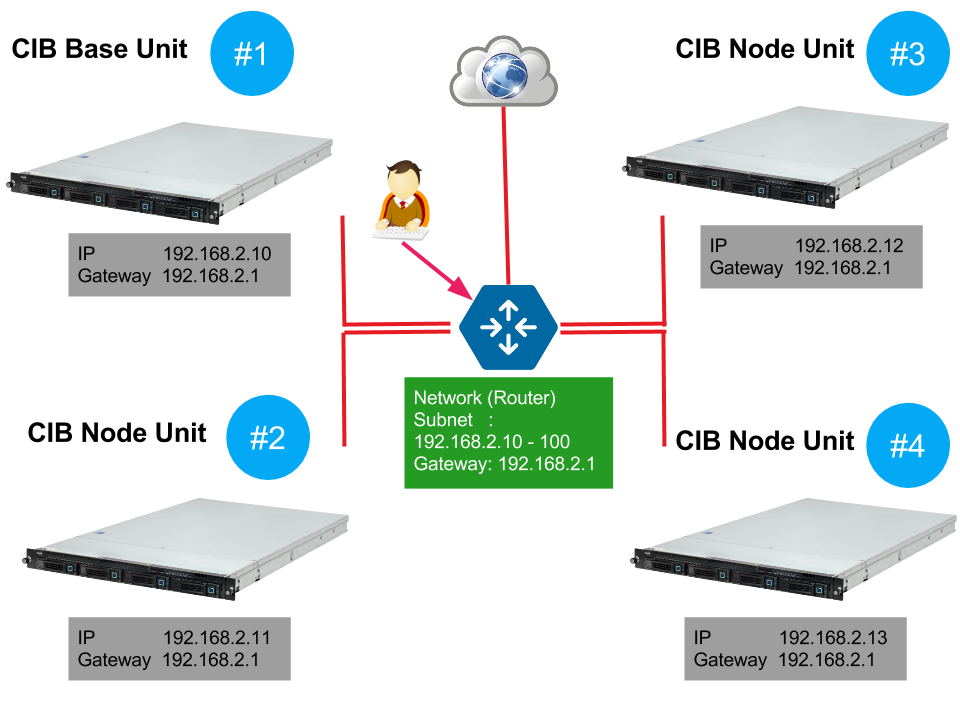 CIB Base Unit #1
IP 192.168.2.10
Gateway 192.168.2.1
CIB Node Unit #3
IP 192.168.2.12
Gateway 192.168.2.1
Network (Router)
Subnet :
192.168.2.10 - 100
Gateway: 192.168.2.1
CIB Node Unit #2
IP 192.168.2.11
Gateway 192.168.2.1
CIB Node Unit #4
IP 192.168.2.13
Gateway 192.168.2.1